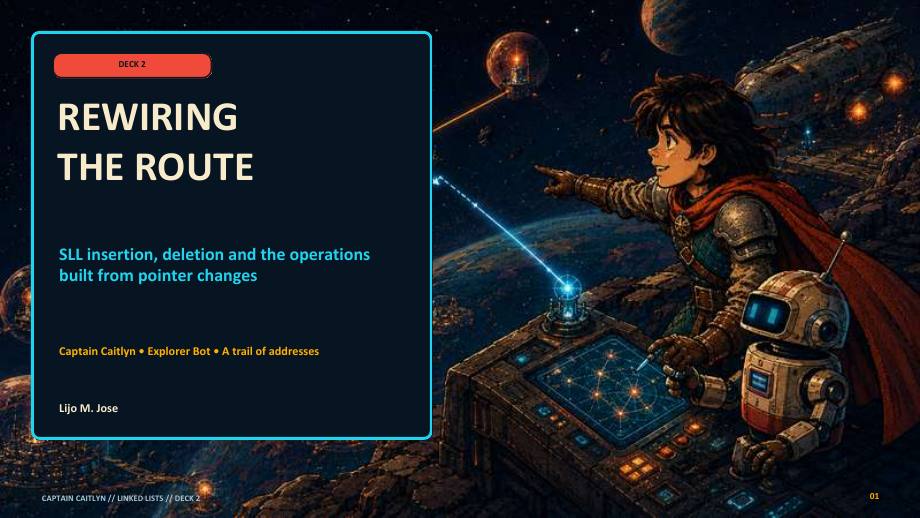 DECK 2
REWIRING
THE ROUTE
SLL insertion, deletion and the operations
built from pointer changes
Captain Caitlyn • Explorer Bot • A trail of addresses
Lijo M. Jose
CAPTAIN CAITLYN // LINKED LISTS // DECK 2
01